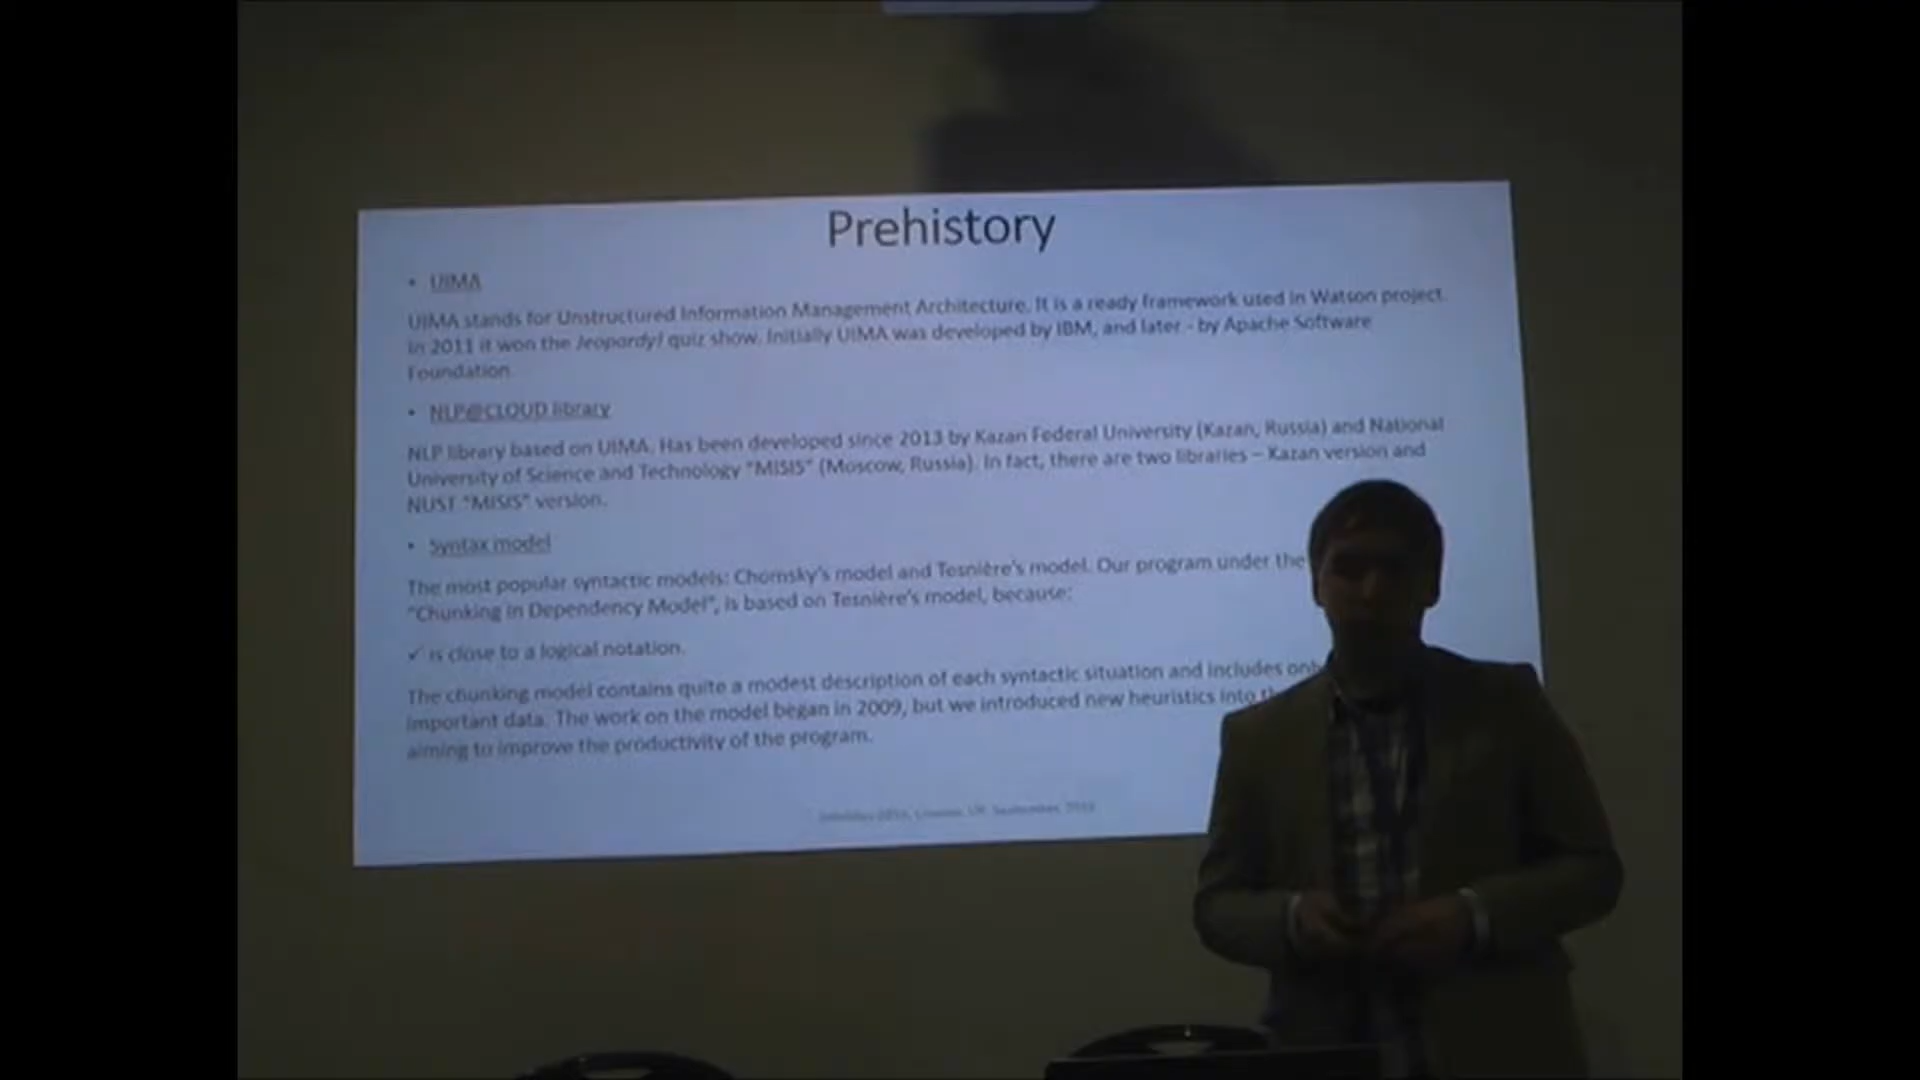 Prehistory
• UIMA
UIMA stands for Unstructured Information Management Architecture. It is a ready framework used in Watson project.
In 2011 it won the Jeopardy! quiz show. Initially UIMA was developed by IBM, and later - by Apache Software
Foundation.
• NLP@CLOUD library
NLP library based on UIMA. Has been developed since 2013 by Kazan Federal University (Kazan, Russia) and National
University of Science and Technology "MISIS" (Moscow, Russia). In fact, there are two libraries – Kazan version and
NUST "MISIS" version.
• Syntax model
The most popular syntactic models: Chomsky's model and Tesnière's model. Our program under the
"Chunking in Dependency Model", is based on Tesnière's model, because:
✓ is close to a logical notation.
The chunking model contains quite a modest description of each syntactic situation and includes
important data. The work on the model began in 2009, but we introduced new heuristics into
aiming to improve the productivity of the program.
London, UK, September,